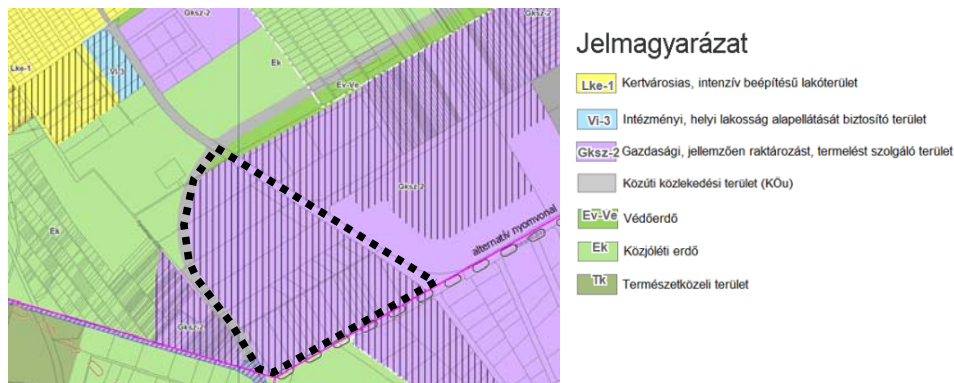 Gksz-2
Gksz-2
Ek
Lke-1
Vi-3
Ev-Ve
Gksz-2
Ek
alternatív nyomvonal
Gksz-2
Jelmagyarázat
Lke-1 Kertvárosias, intenzív beépítésű lakóterület
Vi-3 Intézményi, helyi lakosság alapellátását biztosító terület
Gksz-2 Gazdasági, jellemzően raktározást, termelést szolgáló terület
Közúti közlekedési terület (KÖu)
Ev-Ve Védőerdő
Ek Közjóléti erdő
Tk Természetközeli terület